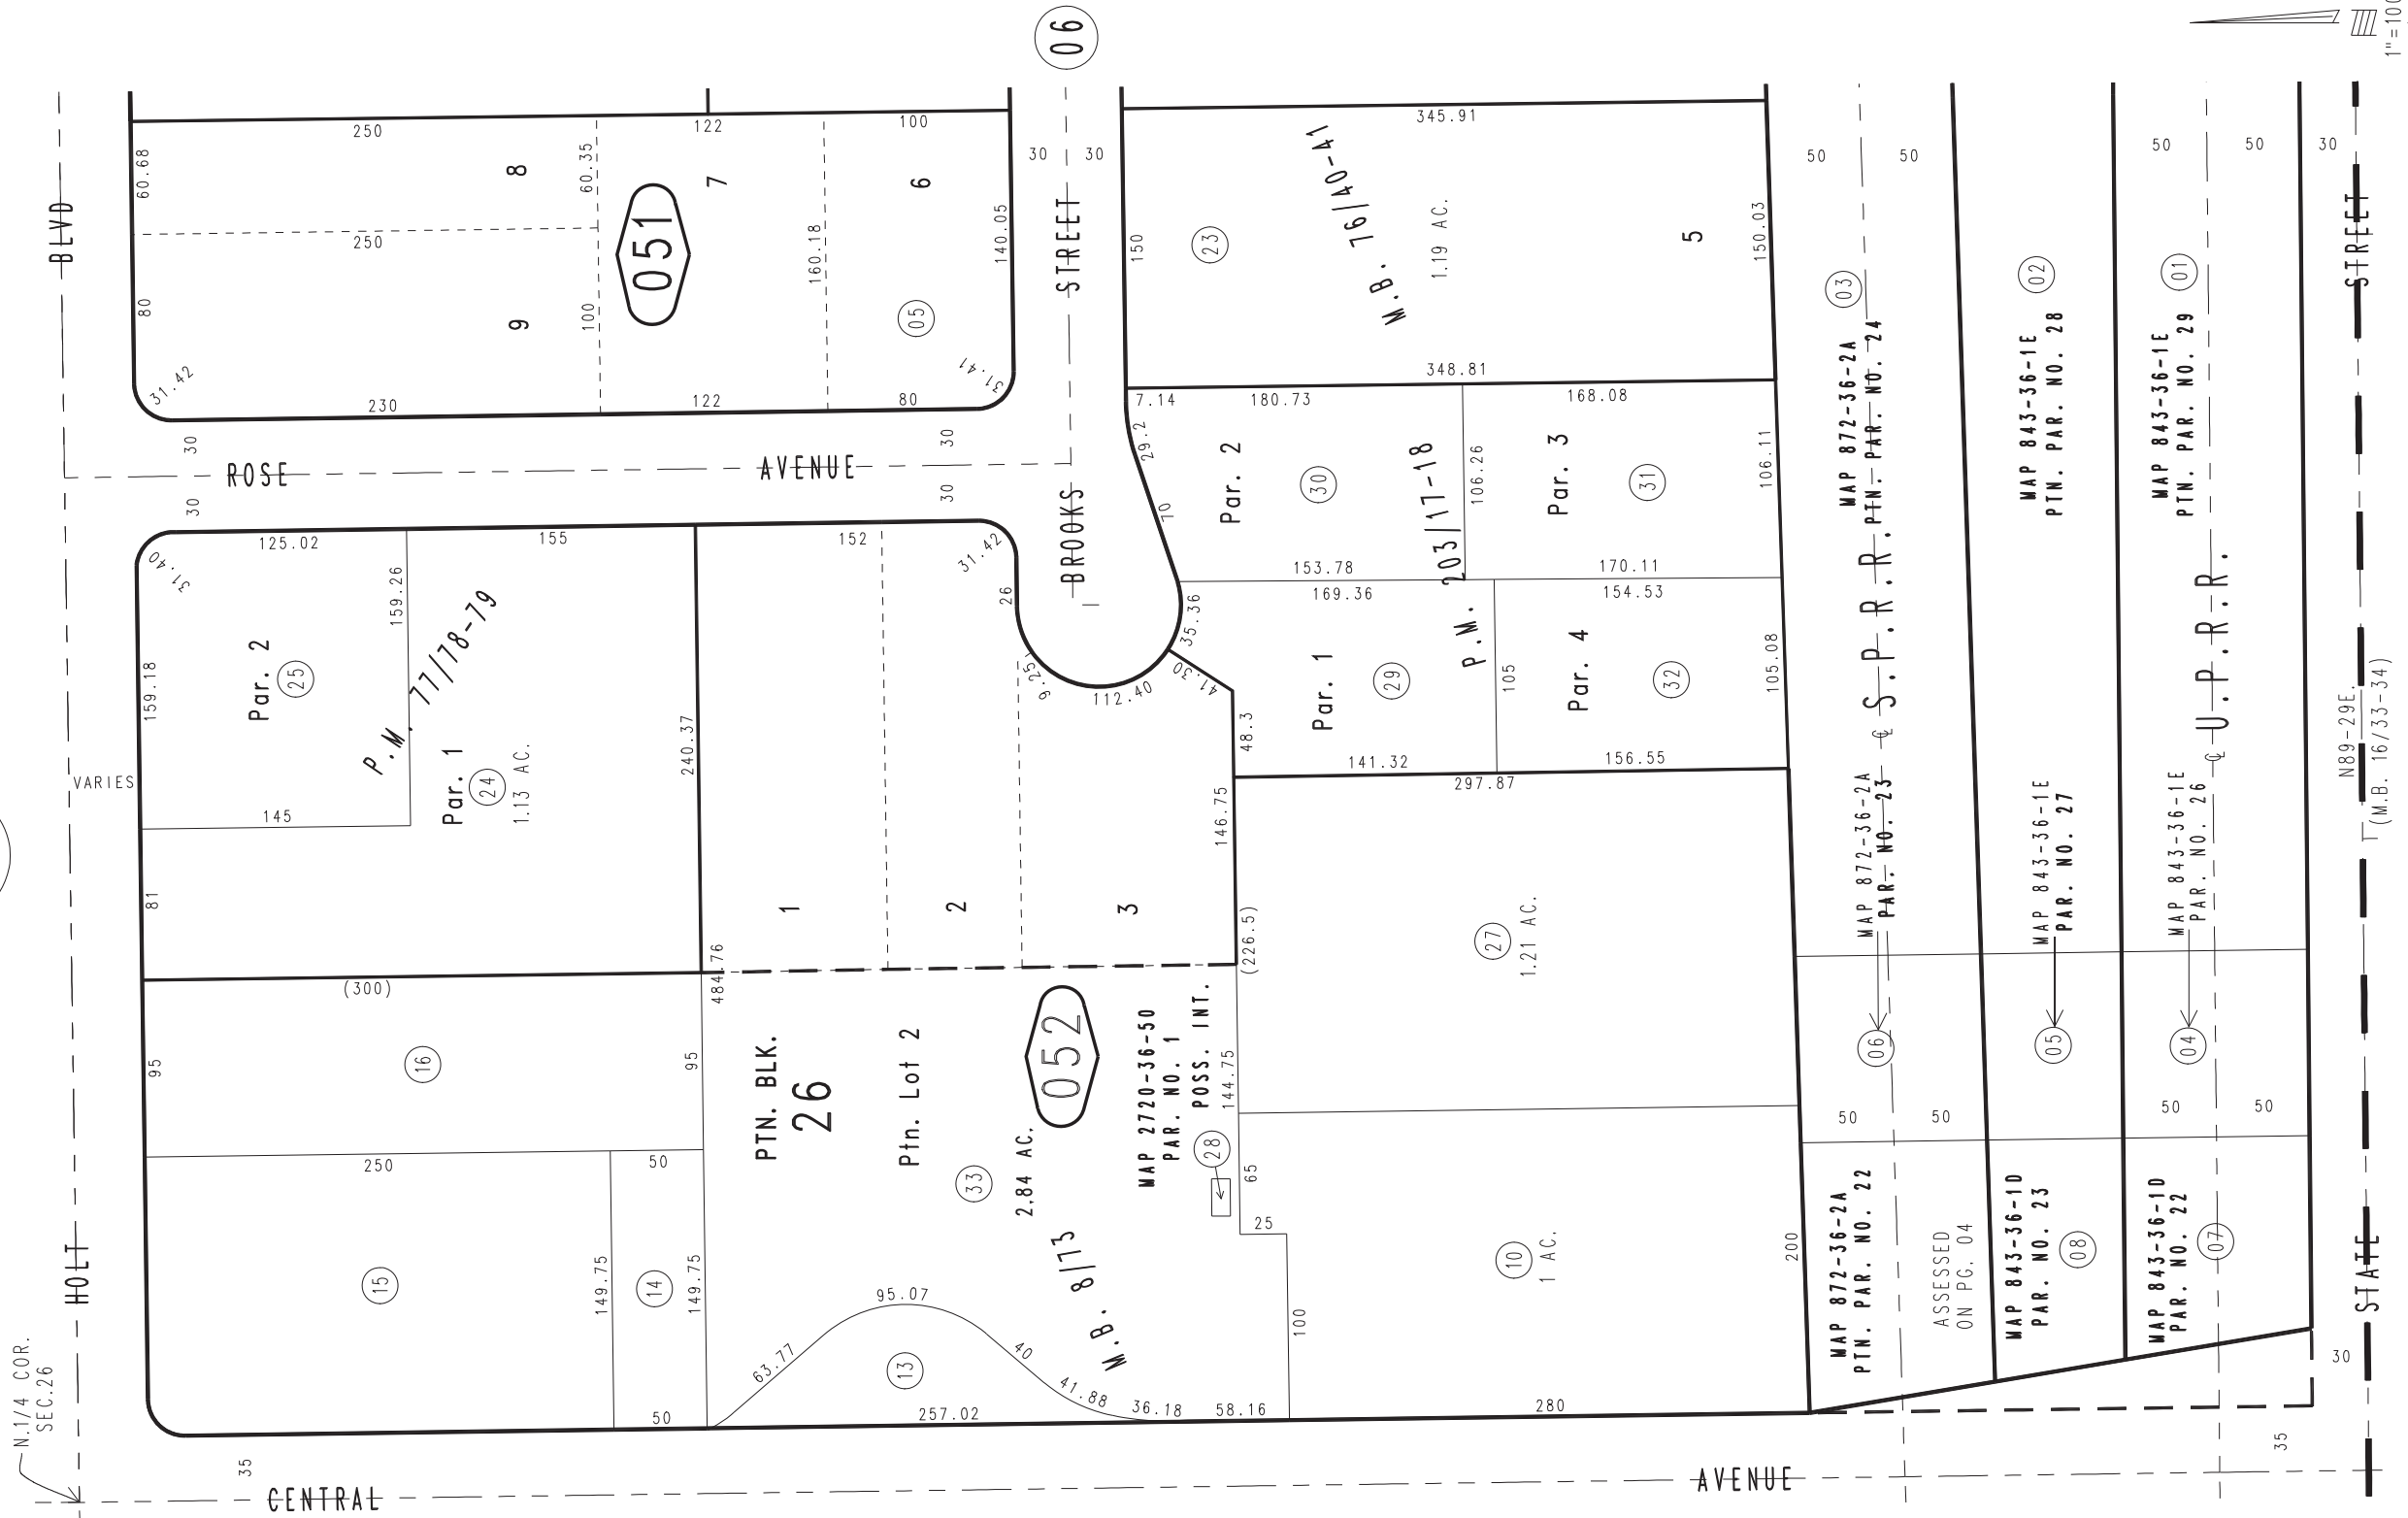 BLVD
HOLT
VARIES
N.1/4 COR.
SEC.26
60.68
80
31.42
250
250
8
9
60.35
100
122
7
051
100
6
160.18
140.05
05
31.41
230
122
80
30
30
ROSE AVENUE
30
30
06
30
30
BROOKS STREET
345.91
150
23
M.B. 76/40-41
1.19 AC.
5
150.03
348.81
7.14
180.73
168.08
29.2
70
Par. 2
30
106.26
Par. 3
31
106.11
P.M. 203/17-18
153.78
170.11
169.36
154.53
35.36
41.30
Par. 1
29
105
Par. 4
32
105.08
48.3
141.32
156.55
297.87
31.40
125.02
155
152
31.42
26
9.25
112.40
159.26
159.18
Par. 2
25
P.M. 77/78-79
Par. 1
24
1.13 AC.
145
81
240.37
1
2
3
146.75
(226.5)
27
1.21 AC.
(300)
484.76
95
16
95
PTN. BLK.
26
Ptn. Lot 2
33
2.84 AC.
052
MAP 2720-36-50
PAR. NO. 1
POSS. INT.
28
144.75
65
25
100
10
1 AC.
200
280
250
50
15
149.75
14
149.75
50
63.77
95.07
40
41.88
13
M.B. 8/73
257.02
36.18
58.16
35
CENTRAL AVENUE
35
50
50
03
MAP 872-36-2A
PTN. PAR. NO. 24
S.P.R.R.
MAP 872-36-2A
PAR. NO. 23
06
50
50
MAP 872-36-2A
PTN. PAR. NO. 22
ASSESSED
ON PG. 04
02
MAP 843-36-1E
PTN. PAR. NO. 28
MAP 843-36-1E
PAR. NO. 27
05
MAP 843-36-1D
PAR. NO. 23
08
50
50
01
MAP 843-36-1E
PTN. PAR. NO. 29
℄ U.P.R.R.
MAP 843-36-1E
PAR. NO. 26
04
50
50
MAP 843-36-1D
PAR. NO. 22
07
30
30
STATE STREET
N89-29E.
(M.B. 16/33-34)